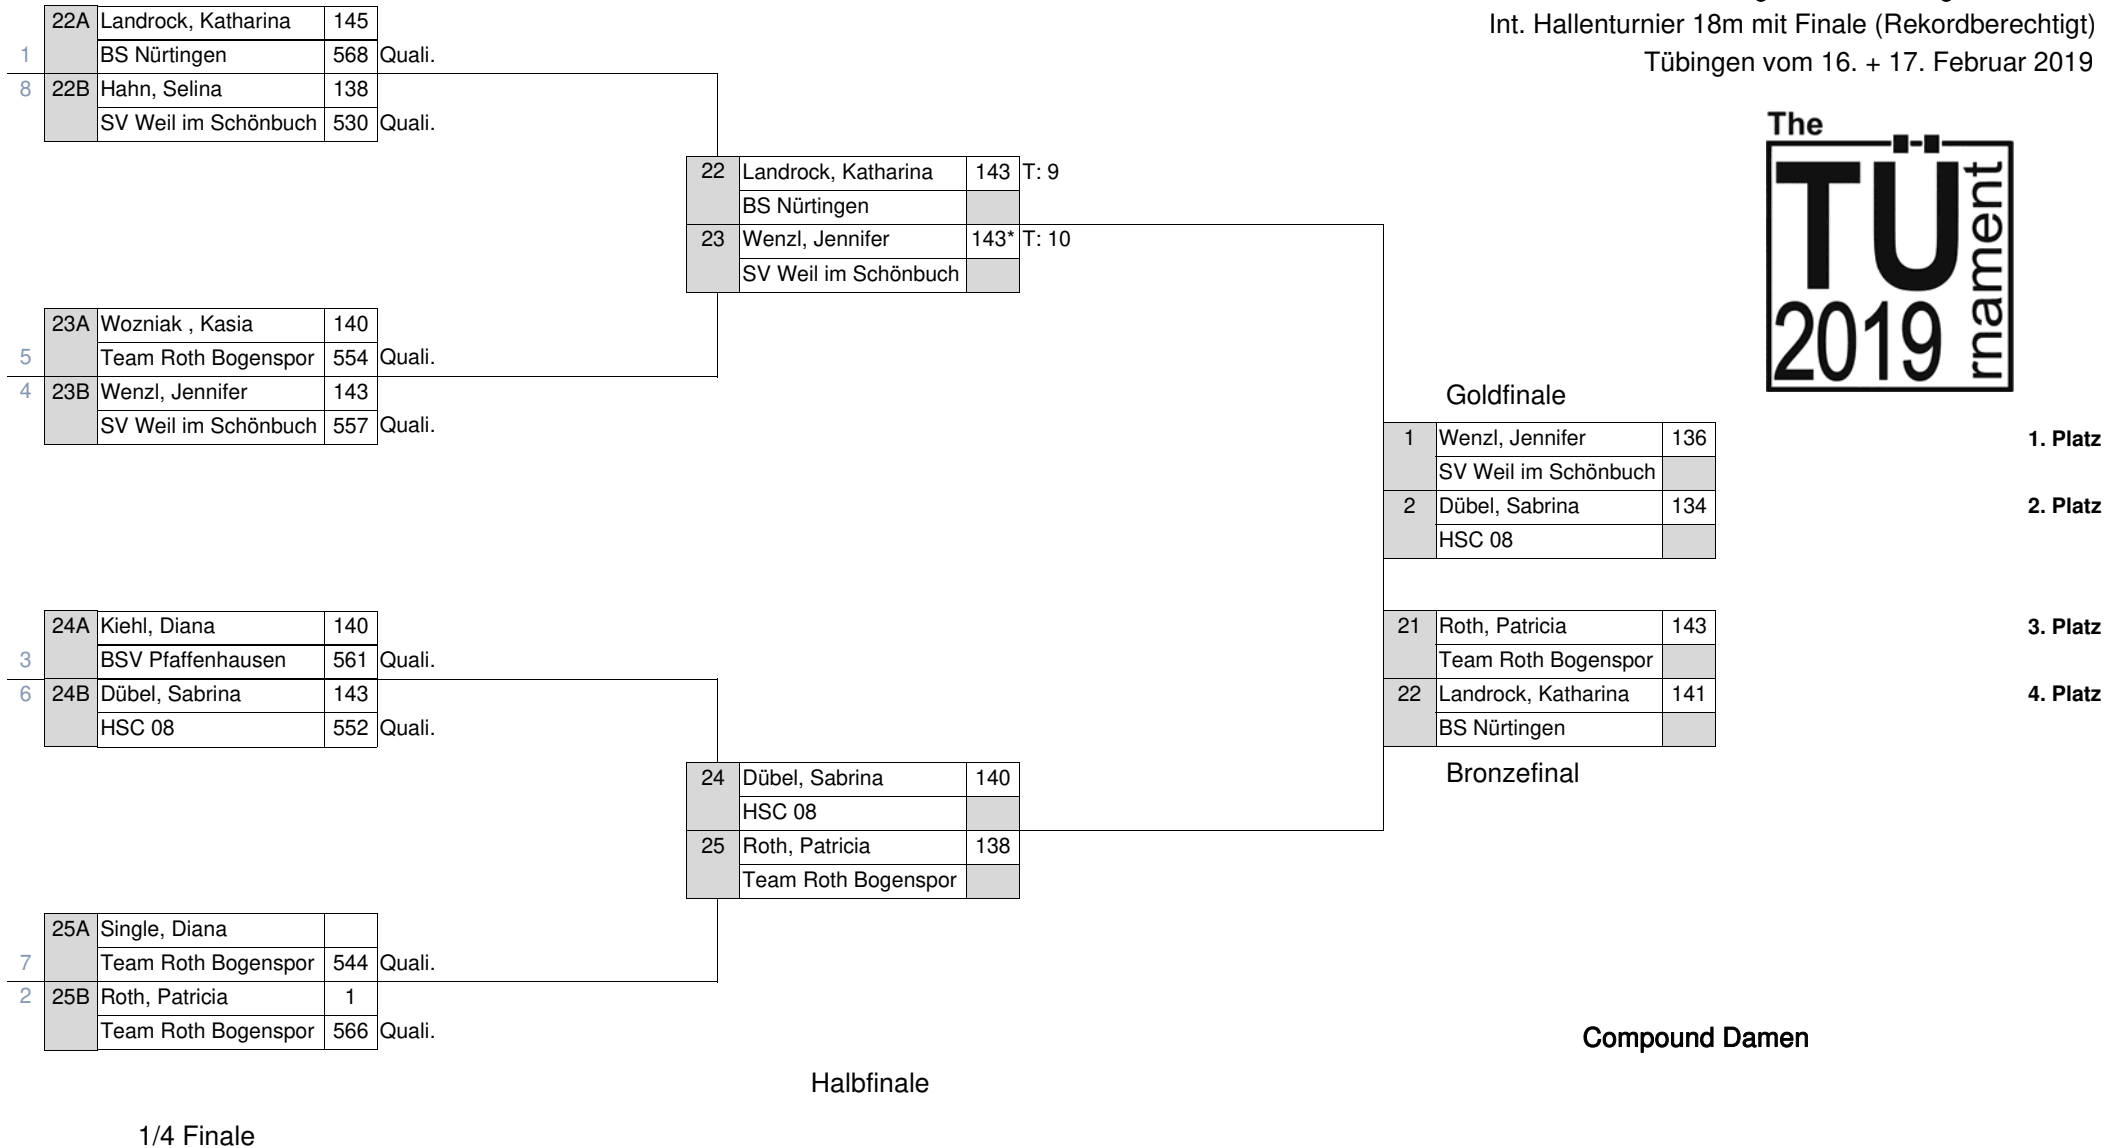 Int. Hallenturnier 18m mit Finale (Rekordberechtigt)
Tübingen vom 16. + 17. Februar 2019
The
TÜ
rnament
2019
22A Landrock, Katharina 145
1 BS Nürtingen 568 Quali.
8 22B Hahn, Selina 138
SV Weil im Schönbuch 530 Quali.
22 Landrock, Katharina 143 T: 9
BS Nürtingen
23 Wenzl, Jennifer 143* T: 10
SV Weil im Schönbuch
23A Wozniak , Kasia 140
5 Team Roth Bogenspor 554 Quali.
4 23B Wenzl, Jennifer 143
SV Weil im Schönbuch 557 Quali.
Goldfinale
1 Wenzl, Jennifer 136 1. Platz
SV Weil im Schönbuch
2 Dübel, Sabrina 134 2. Platz
HSC 08
24A Kiehl, Diana 140
3 BSV Pfaffenhausen 561 Quali.
6 24B Dübel, Sabrina 143
HSC 08 552 Quali.
21 Roth, Patricia 143 3. Platz
Team Roth Bogenspor
22 Landrock, Katharina 141 4. Platz
BS Nürtingen
Bronzefinal
24 Dübel, Sabrina 140
HSC 08
25 Roth, Patricia 138
Team Roth Bogenspor
25A Single, Diana
7 Team Roth Bogenspor 544 Quali.
2 25B Roth, Patricia 1
Team Roth Bogenspor 566 Quali.
Compound Damen
Halbfinale
1/4 Finale